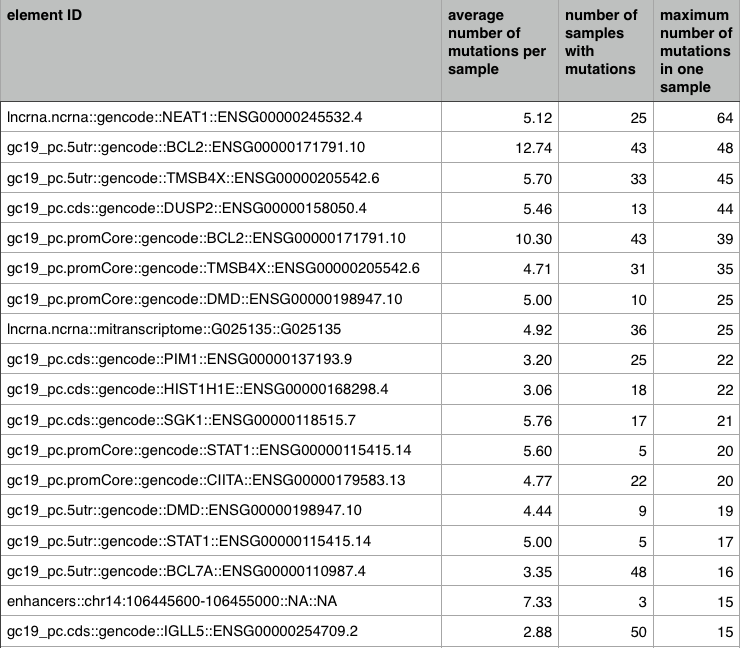 element ID average number of mutations per sample number of samples with mutations maximum number of mutations in one sample
lncrna.ncrna::gencode::NEAT1::ENSG00000245532.4 5.12 25 64
gc19_pc.5utr::gencode::BCL2::ENSG00000171791.10 12.74 43 48
gc19_pc.5utr::gencode::TMSB4X::ENSG00000205542.6 5.70 33 45
gc19_pc.cds::gencode::DUSP2::ENSG00000158050.4 5.46 13 44
gc19_pc.promCore::gencode::BCL2::ENSG00000171791.10 10.30 43 39
gc19_pc.promCore::gencode::TMSB4X::ENSG00000205542.6 4.71 31 35
gc19_pc.promCore::gencode::DMD::ENSG00000198947.10 5.00 10 25
lncrna.ncrna::mitranscriptome::G025135::G025135 4.92 36 25
gc19_pc.cds::gencode::PIM1::ENSG00000137193.9 3.20 25 22
gc19_pc.cds::gencode::HIST1H1E::ENSG00000168298.4 3.06 18 22
gc19_pc.cds::gencode::SGK1::ENSG00000118515.7 5.76 17 21
gc19_pc.promCore::gencode::STAT1::ENSG00000115415.14 5.60 5 20
gc19_pc.promCore::gencode::CIITA::ENSG00000179583.13 4.77 22 20
gc19_pc.5utr::gencode::DMD::ENSG00000198947.10 4.44 9 19
gc19_pc.5utr::gencode::STAT1::ENSG00000115415.14 5.00 5 17
gc19_pc.5utr::gencode::BCL7A::ENSG00000110987.4 3.35 48 16
enhancers::chr14:106445600-106455000::NA::NA 7.33 3 15
gc19_pc.cds::gencode::IGLL5::ENSG00000254709.2 2.88 50 15